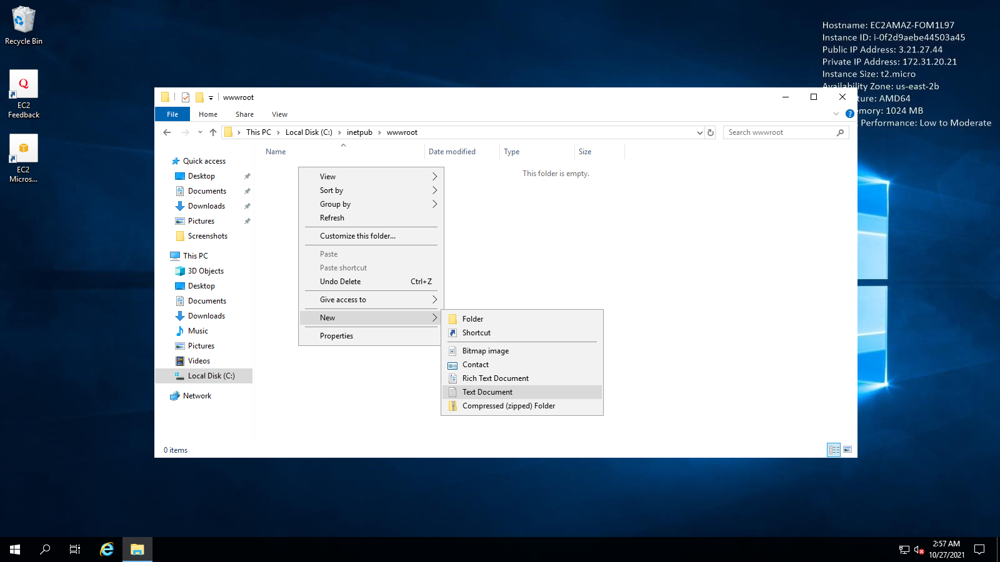 Recycle Bin
EC2
Feedback
EC2
Micros...
Hostname: EC2AMAZ-FOM1L97
Instance ID: i-0f2d9aebe44503a45
Public IP Address: 3.21.27.44
Private IP Address: 172.31.20.21
Instance Size: t2.micro
Availability Zone: us-east-2b
ture: AMD64
emory: 1024 MB
Performance: Low to Moderate
wwwroot
File Home Share View
This PC Local Disk (C:) inetpub wwwroot
Search wwwroot
Name Date modified Type Size
This folder is empty.
Quick access
Desktop
Documents
Downloads
Pictures
Screenshots
This PC
3D Objects
Desktop
Documents
Downloads
Music
Pictures
Videos
Local Disk (C:)
Network
View
Sort by
Group by
Refresh
Customize this folder...
Paste
Paste shortcut
Undo Delete Ctrl+Z
Give access to
New
Properties
Folder
Shortcut
Bitmap image
Contact
Rich Text Document
Text Document
Compressed (zipped) Folder
0 items
2:57 AM
10/27/2021